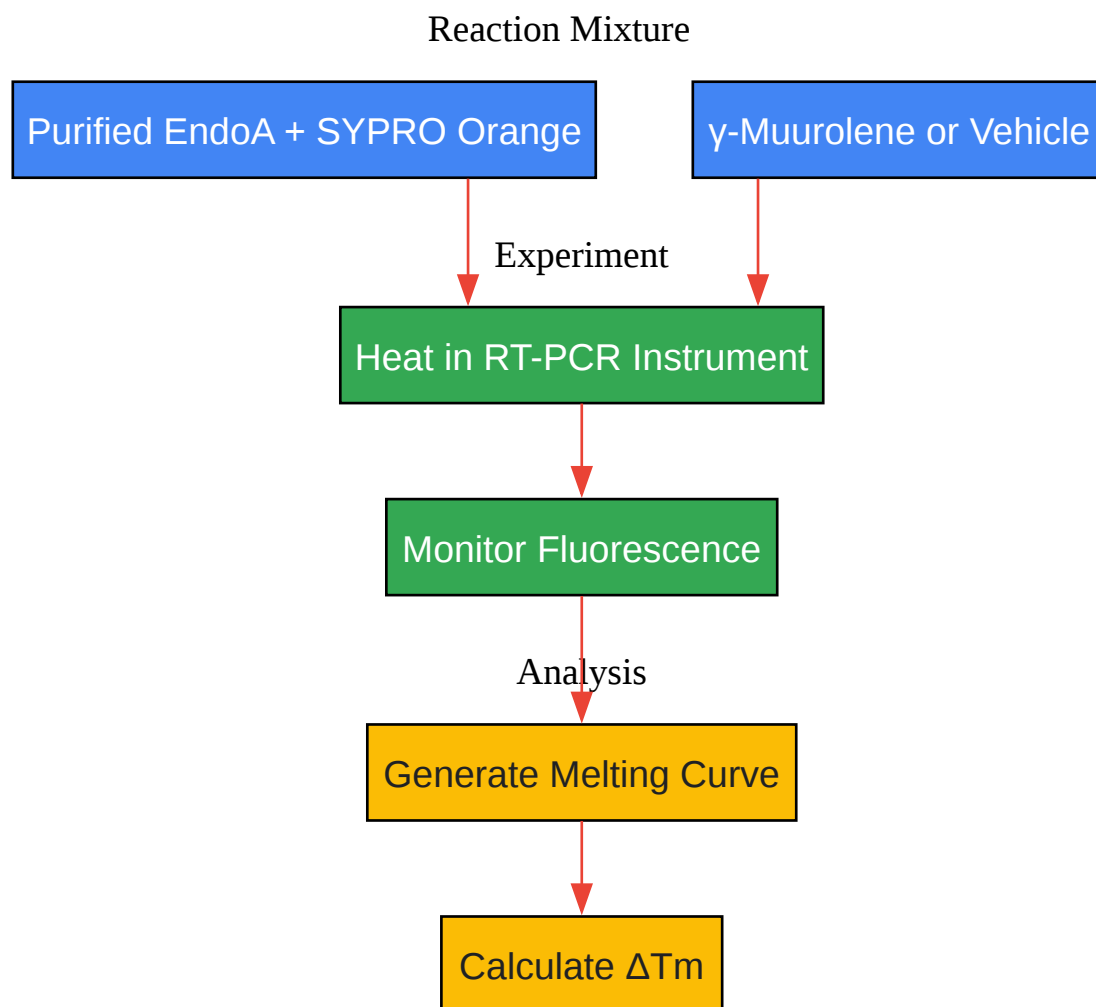 Reaction Mixture
Purified EndoA + SYPRO Orange
γ-Muurolene or Vehicle
Experiment
Heat in RT-PCR Instrument
Monitor Fluorescence
Analysis
Generate Melting Curve
Calculate ΔTm